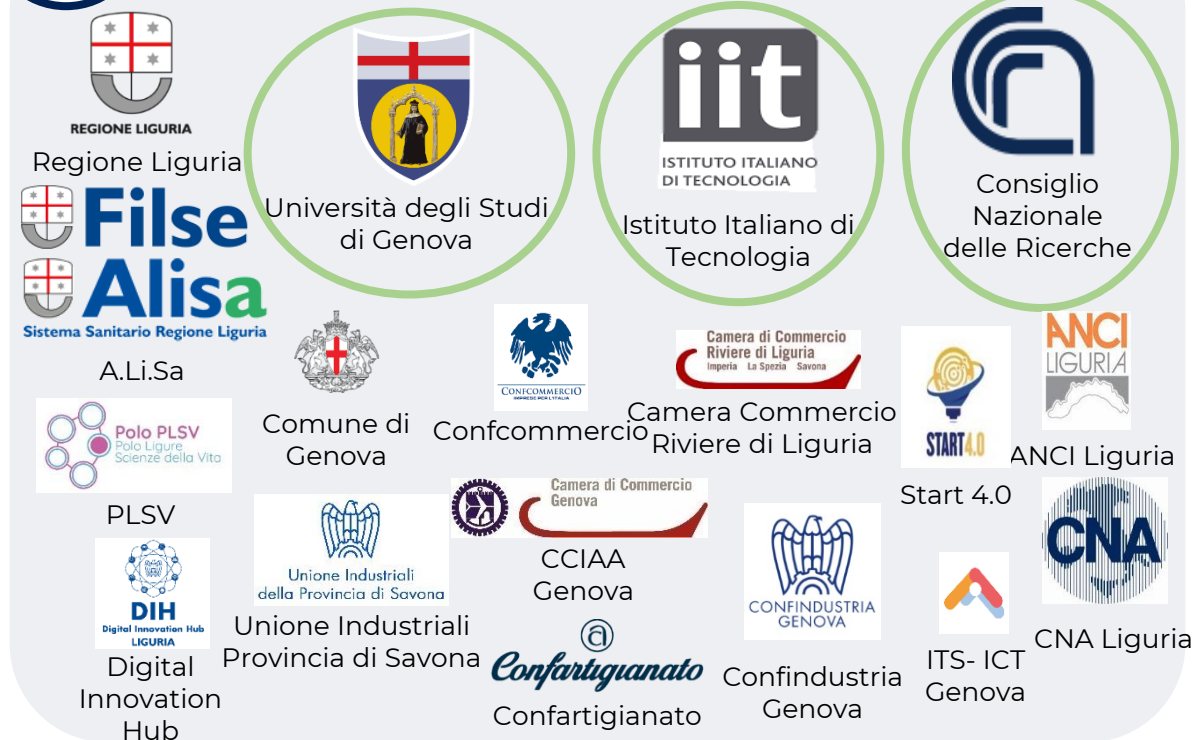 REGIONE LIGURIA
Regione Liguria
Filse
Alisa
Sistema Sanitario Regione Liguria
A.Li.Sa
Università degli Studi
di Genova
iit
ISTITUTO ITALIANO
DI TECNOLOGIA
Istituto Italiano di
Tecnologia
Consiglio
Nazionale
delle Ricerche
Polo PLSV
Polo Ligure
Scienze della Vita
PLSV
Comune di
Genova
CONFCOMMERCIO
IMPRESE PER L'ITALIA
Confcommercio
Camera di Commercio
Riviere di Liguria
Imperia La Spezia Savona
Camera Commercio
Riviere di Liguria
START4.0
Start 4.0
ANCI
LIGURIA
ANCI Liguria
DIH
Digital Innovation Hub
LIGURIA
Digital
Innovation
Hub
Unione Industriali
della Provincia di Savona
Unione Industriali
Provincia di Savona
Camera di Commercio
Genova
CCIAA
Genova
Confartigianato
Confartigianato
CONFINDUSTRIA
GENOVA
Confindustria
Genova
ITS- ICT
Genova
CNA
CNA Liguria